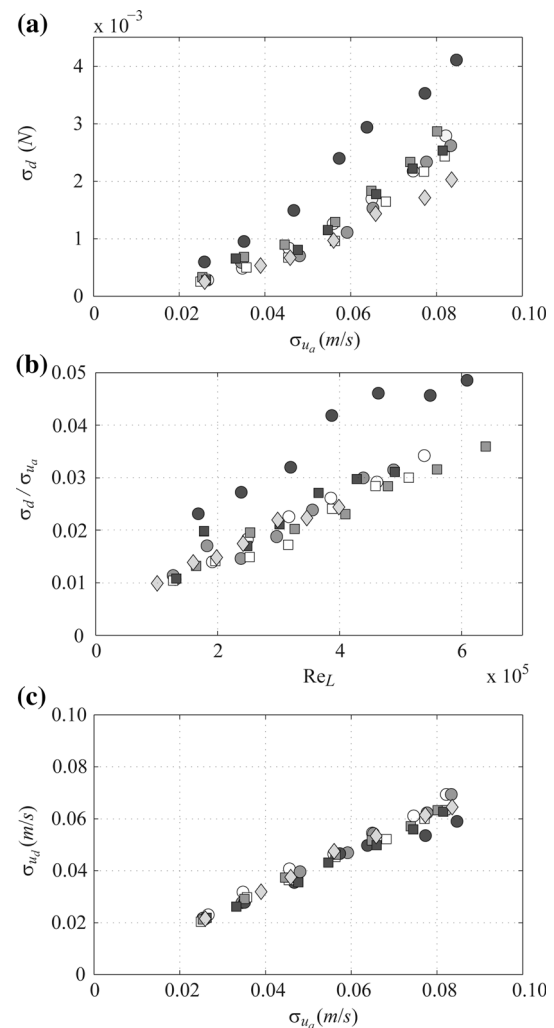 (a)
x 10⁻³
4
3
2
1
0
σ_d (N)
0 0.02 0.04 0.06 0.08 0.10
σ_{u_a} (m/s)
(b)
0.05
0.04
0.03
0.02
0.01
0
σ_d / σ_{u_a}
0 2 4 6
Re_L x 10⁵
(c)
0.10
0.08
0.06
0.04
0.02
0
σ_{u_d} (m/s)
0 0.02 0.04 0.06 0.08 0.10
σ_{u_a} (m/s)